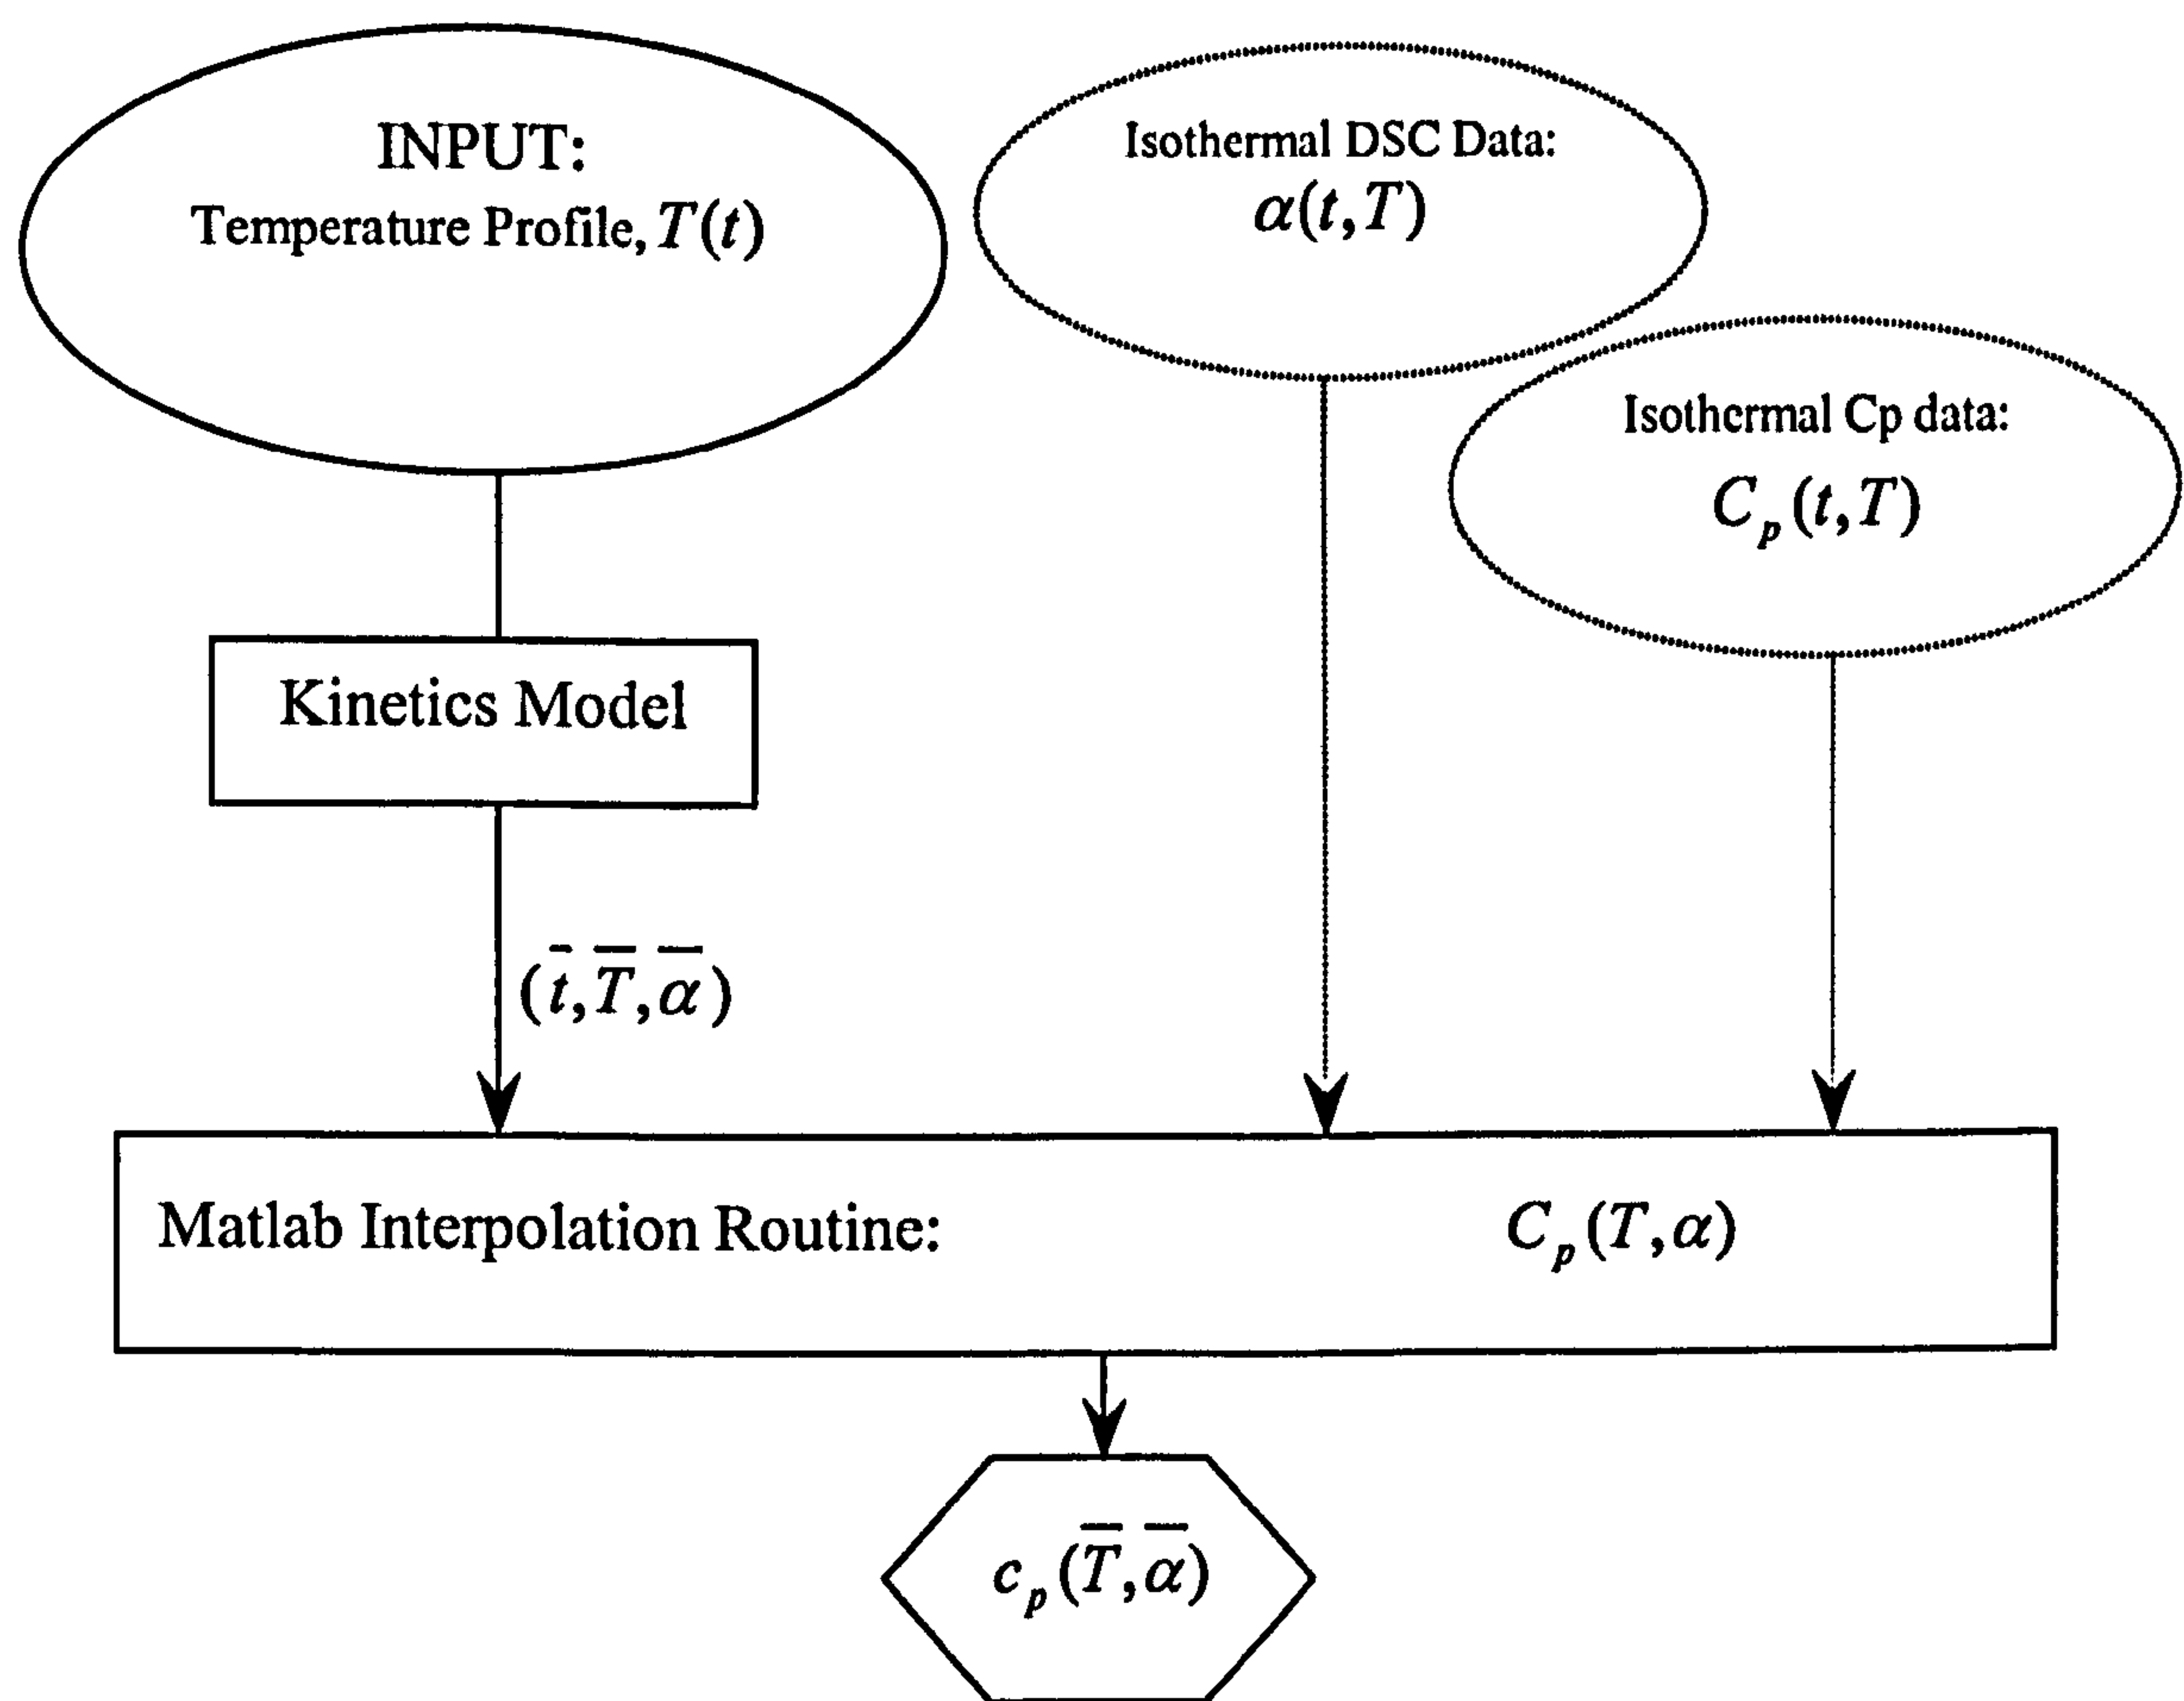 INPUT:
Temperature Profile, T(t)
Isothermal DSC Data:
α(t,T)
Isothermal Cp data:
C_p(t,T)
Kinetics Model
(t̅,T̅,α̅)
Matlab Interpolation Routine: C_p(T,α)
c_p(T̅,α̅)